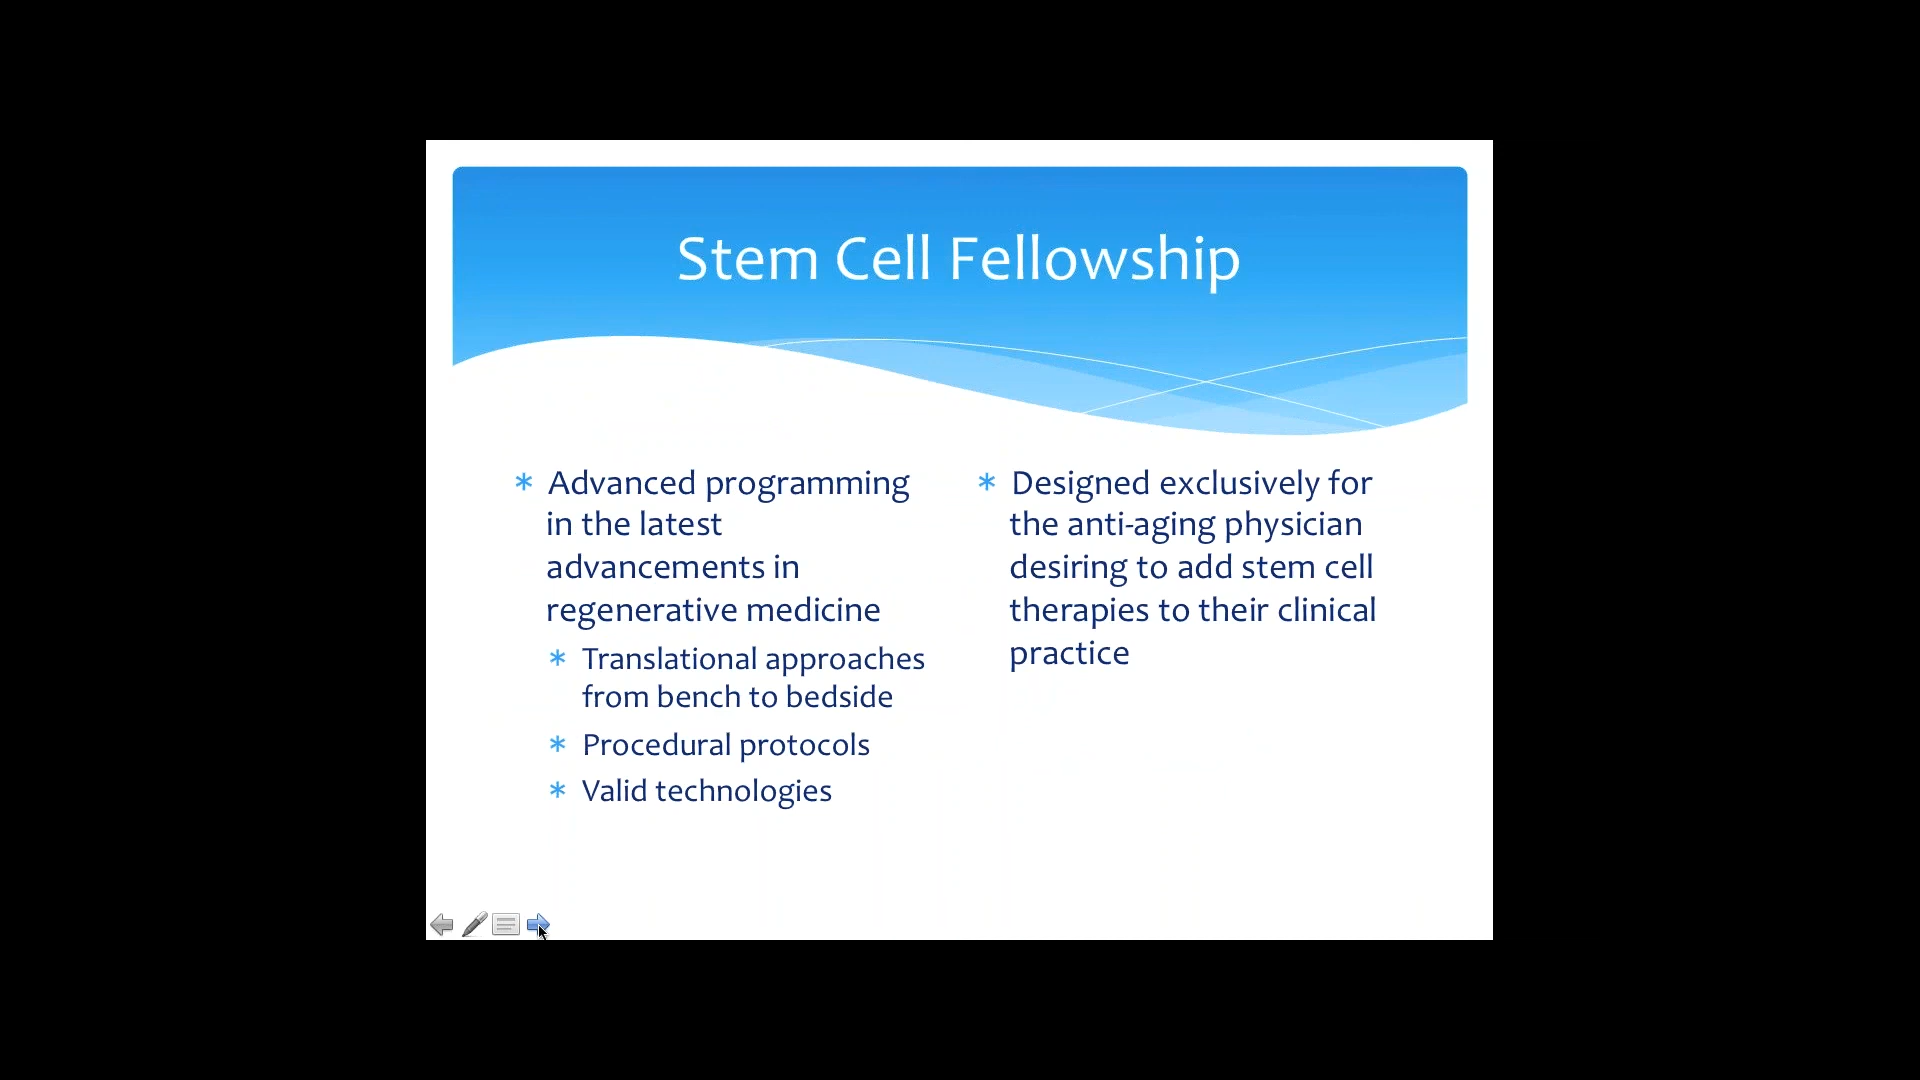 Stem Cell Fellowship
* Advanced programming
in the latest
advancements in
regenerative medicine
* Translational approaches
from bench to bedside
* Procedural protocols
* Valid technologies
* Designed exclusively for
the anti-aging physician
desiring to add stem cell
therapies to their clinical
practice